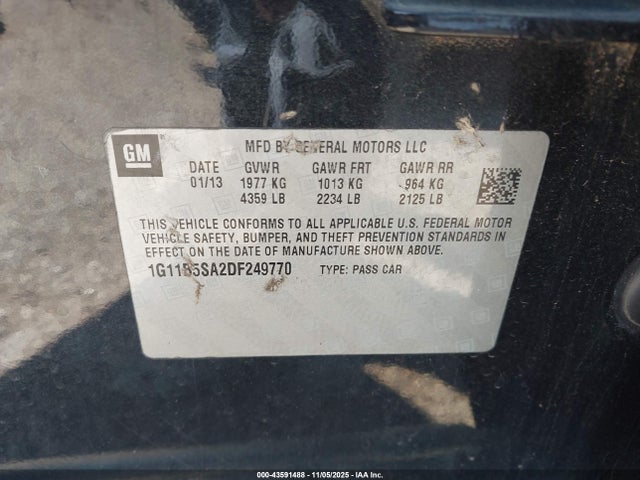 GM
MFD BY GENERAL MOTORS LLC
DATE GVWR GAWR FRT GAWR RR
01/13 1977 KG 1013 KG 964 KG
4359 LB 2234 LB 2125 LB
THIS VEHICLE CONFORMS TO ALL APPLICABLE U.S. FEDERAL MOTOR
VEHICLE SAFETY, BUMPER, AND THEFT PREVENTION STANDARDS IN
EFFECT ON THE DATE OF MANUFACTURE SHOWN ABOVE.
1G11B5SA2DF249770 TYPE: PASS CAR
000-43591488 - 11/05/2025 - IAA Inc.